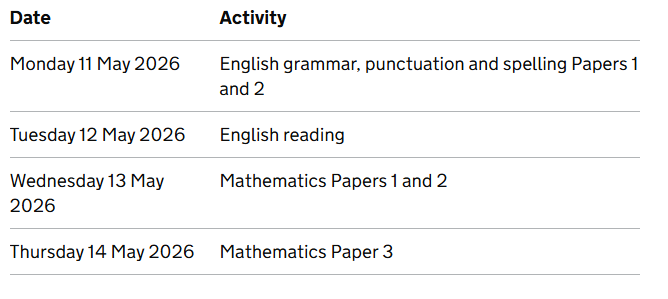 Date Activity
Monday 11 May 2026 English grammar, punctuation and spelling Papers 1
and 2
Tuesday 12 May 2026 English reading
Wednesday 13 May Mathematics Papers 1 and 2
2026
Thursday 14 May 2026 Mathematics Paper 3